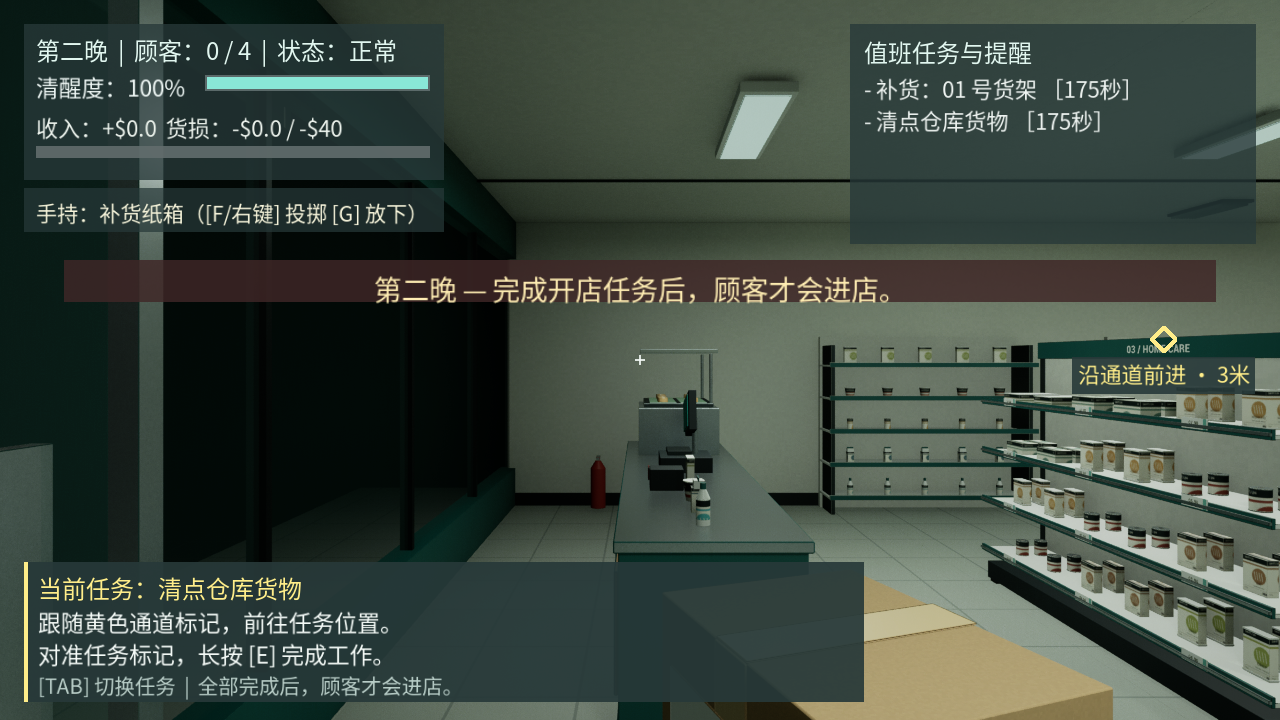 第二晚｜顾客：0 / 4｜状态：正常
清醒度：100%
收入：+$0.0 货损：-$0.0 / -$40
手持：补货纸箱（[F/右键] 投掷 [G] 放下）
值班任务与提醒
- 补货：01 号货架 ［175秒］
- 清点仓库货物 ［175秒］
第二晚 — 完成开店任务后，顾客才会进店。
03 / HOME CARE
沿通道前进 · 3米
当前任务：清点仓库货物
跟随黄色通道标记，前往任务位置。
对准任务标记，长按 [E] 完成工作。
[TAB] 切换任务｜全部完成后，顾客才会进店。